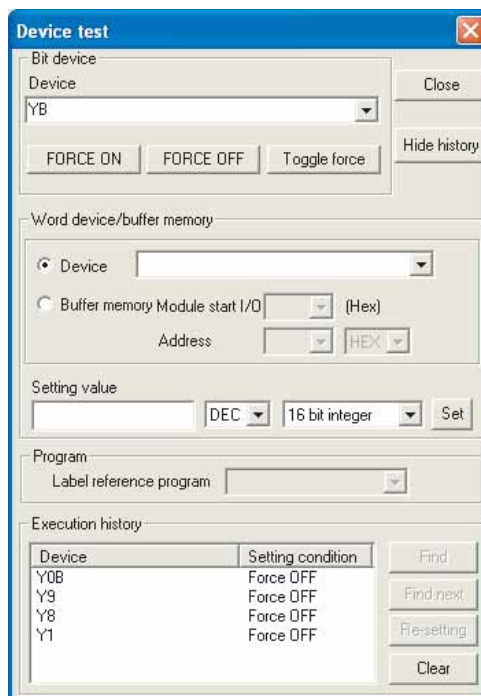 Device test
Bit device
Device
Close
YB
FORCE ON FORCE OFF Toggle force Hide history
Word device/buffer memory
Device
Buffer memory Module start I/O (Hex)
Address HEX
Setting value
DEC 16 bit integer Set
Program
Label reference program
Execution history
Device Setting condition Find
Y0B Force OFF
Y9 Force OFF Find next
Y8 Force OFF
Y1 Force OFF Re-setting
Clear